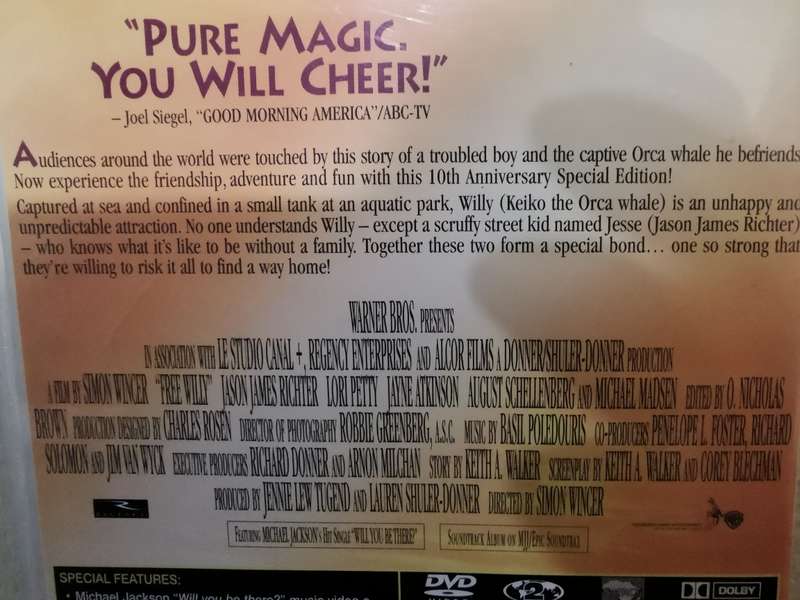 "PURE MAGIC.
YOU WILL CHEER!"
– Joel Siegel, "GOOD MORNING AMERICA"/ABC-TV
Audiences around the world were touched by this story of a troubled boy and the captive Orca whale he befriends
Now experience the friendship, adventure and fun with this 10th Anniversary Special Edition!
Captured at sea and confined in a small tank at an aquatic park, Willy (Keiko the Orca whale) is an unhappy and
unpredictable attraction. No one understands Willy – except a scruffy street kid named Jesse (Jason James Richter)
– who knows what it's like to be without a family. Together these two form a special bond... one so strong that
they're willing to risk it all to find a way home!
WARNER BROS. PRESENTS
IN ASSOCIATION WITH LE STUDIO CANAL +, REGENCY ENTERPRISES AND ALCOR FILMS A DONNER/SHULER-DONNER PRODUCTION
A FILM BY SIMON WINCER "FREE WILLY" JASON JAMES RICHTER LORI PETTY JAYNE ATKINSON AUGUST SCHELLENBERG AND MICHAEL MADSEN EDITED BY O. NICHOLAS
BROWN PRODUCTION DESIGNED BY CHARLES ROSEN DIRECTOR OF PHOTOGRAPHY ROBBIE GREENBERG, A.S.C. MUSIC BY BASIL POLEDOURIS CO-PRODUCERS PENELOPE L. FOSTER, RICHARD
SOLOMON AND JIM VAN WYCK EXECUTIVE PRODUCERS RICHARD DONNER AND ARNON MILCHAN STORY BY KEITH A. WALKER SCREENPLAY BY KEITH A. WALKER AND COREY BLECHMAN
PRODUCED BY JENNIE LEW TUGEND AND LAUREN SHULER-DONNER DIRECTED BY SIMON WINCER
REGENCY
FEATURING MICHAEL JACKSON'S HIT SINGLE "WILL YOU BE THERE?" SOUNDTRACK ALBUM ON MJJ/EPIC SOUNDTRAX
SPECIAL FEATURES:
• Michael Jackson "Will you be there?" music video
DVD
2
DOLBY